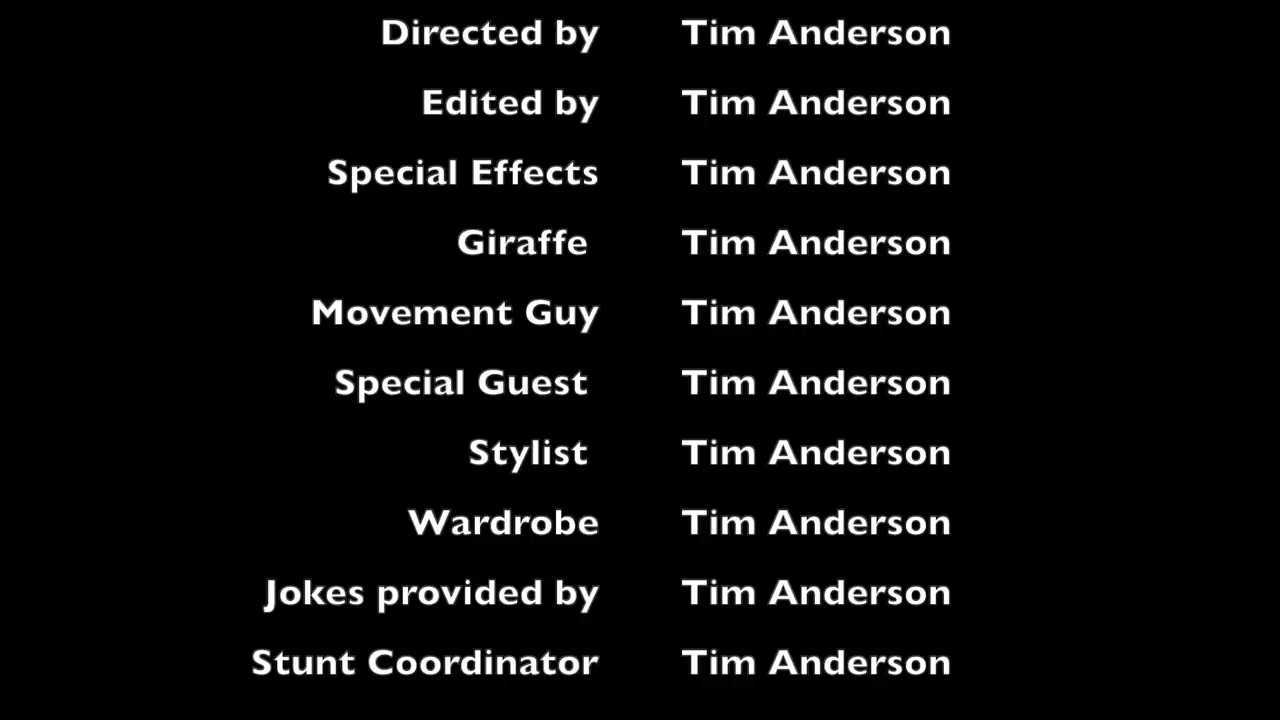 Directed by Tim Anderson
Edited by Tim Anderson
Special Effects Tim Anderson
Giraffe Tim Anderson
Movement Guy Tim Anderson
Special Guest Tim Anderson
Stylist Tim Anderson
Wardrobe Tim Anderson
Jokes provided by Tim Anderson
Stunt Coordinator Tim Anderson